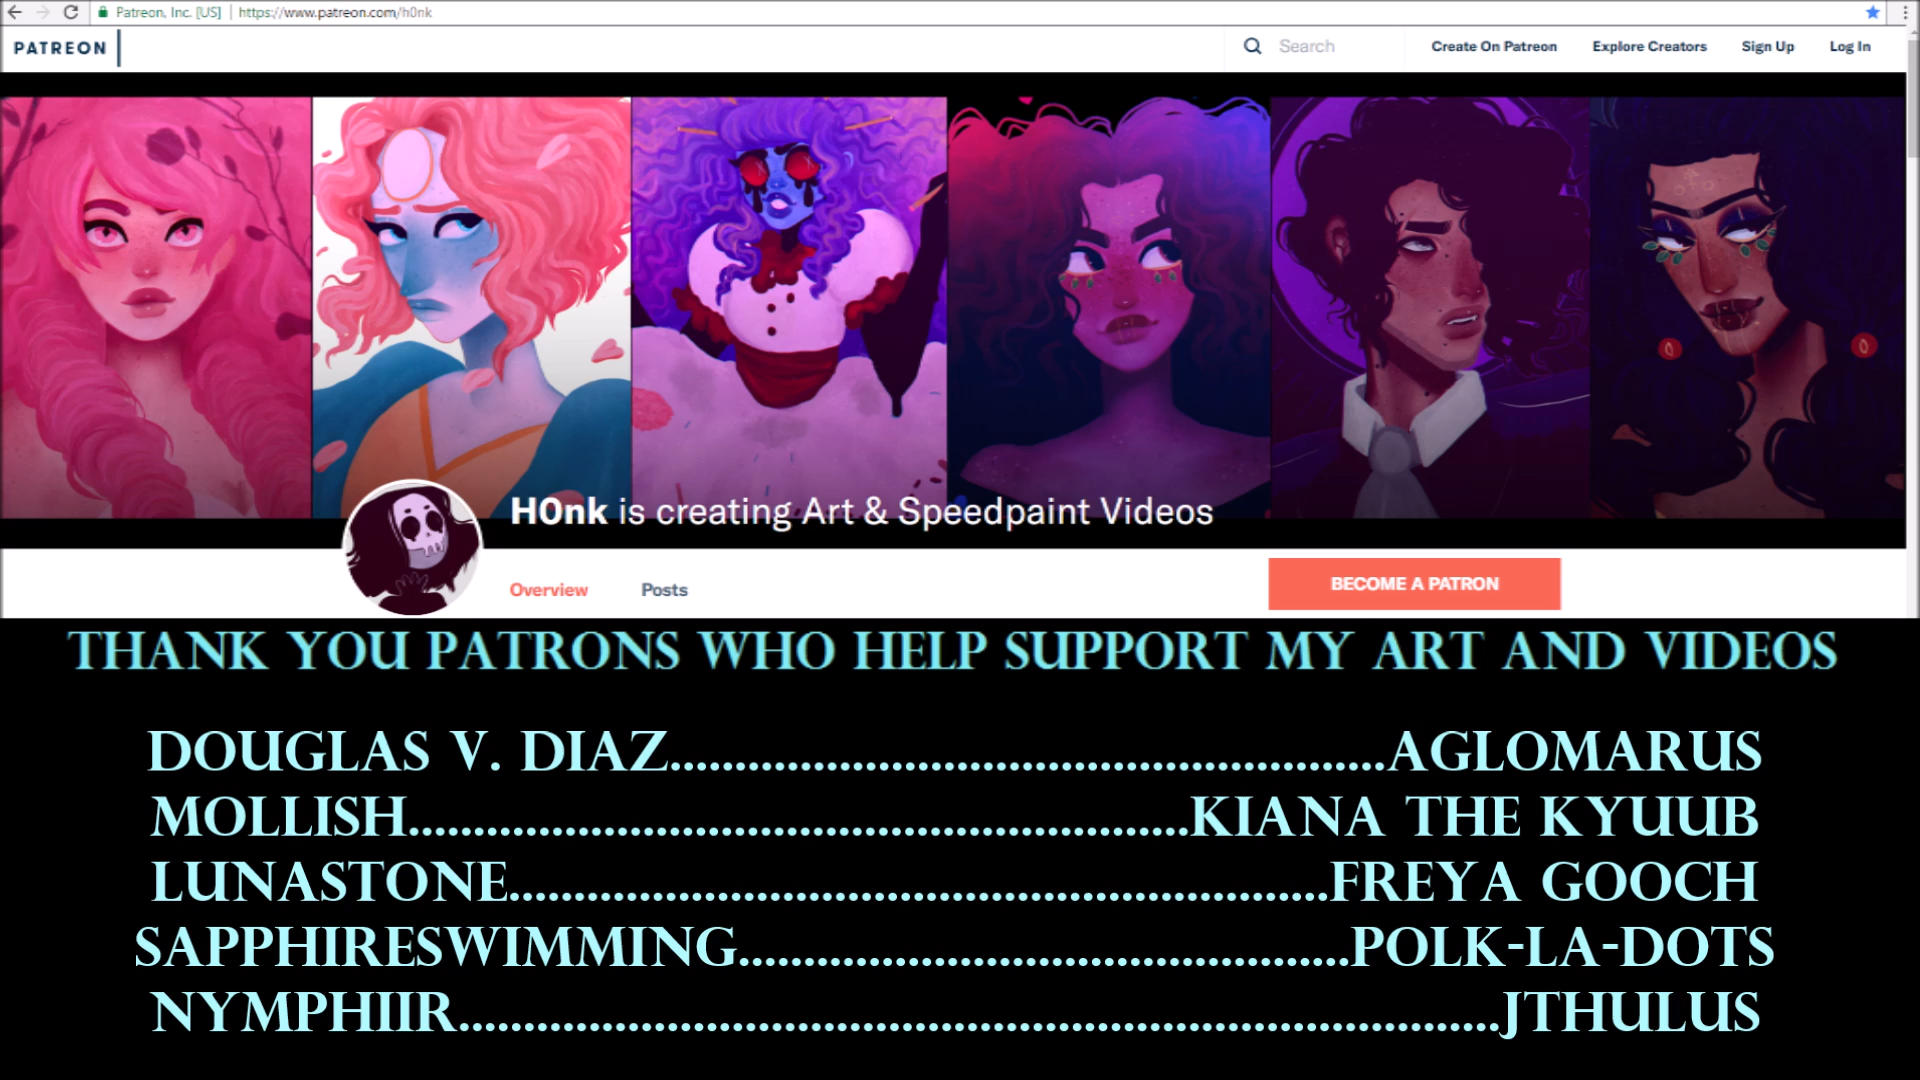 Patreon, Inc. [US] | https://www.patreon.com/h0nk
PATREON Search Create On Patreon Explore Creators Sign Up Log In
H0nk is creating Art & Speedpaint Videos
Overview Posts BECOME A PATRON
THANK YOU PATRONS WHO HELP SUPPORT MY ART AND VIDEOS
DOUGLAS V. DIAZ.......................................................AGLOMARUS
MOLLISH............................................................KIANA THE KYUUB
LUNASTONE...............................................................FREYA GOOCH
SAPPHIRESWIMMING...............................................POLK-LA-DOTS
NYMPHIIR................................................................................JTHULUS